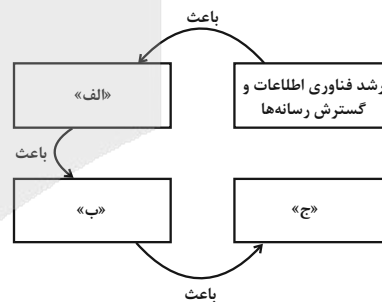 باعث
رشد فناوری اطلاعات و
گسترش رسانه‌ها
«الف»
باعث
«ب»
«ج»
باعث